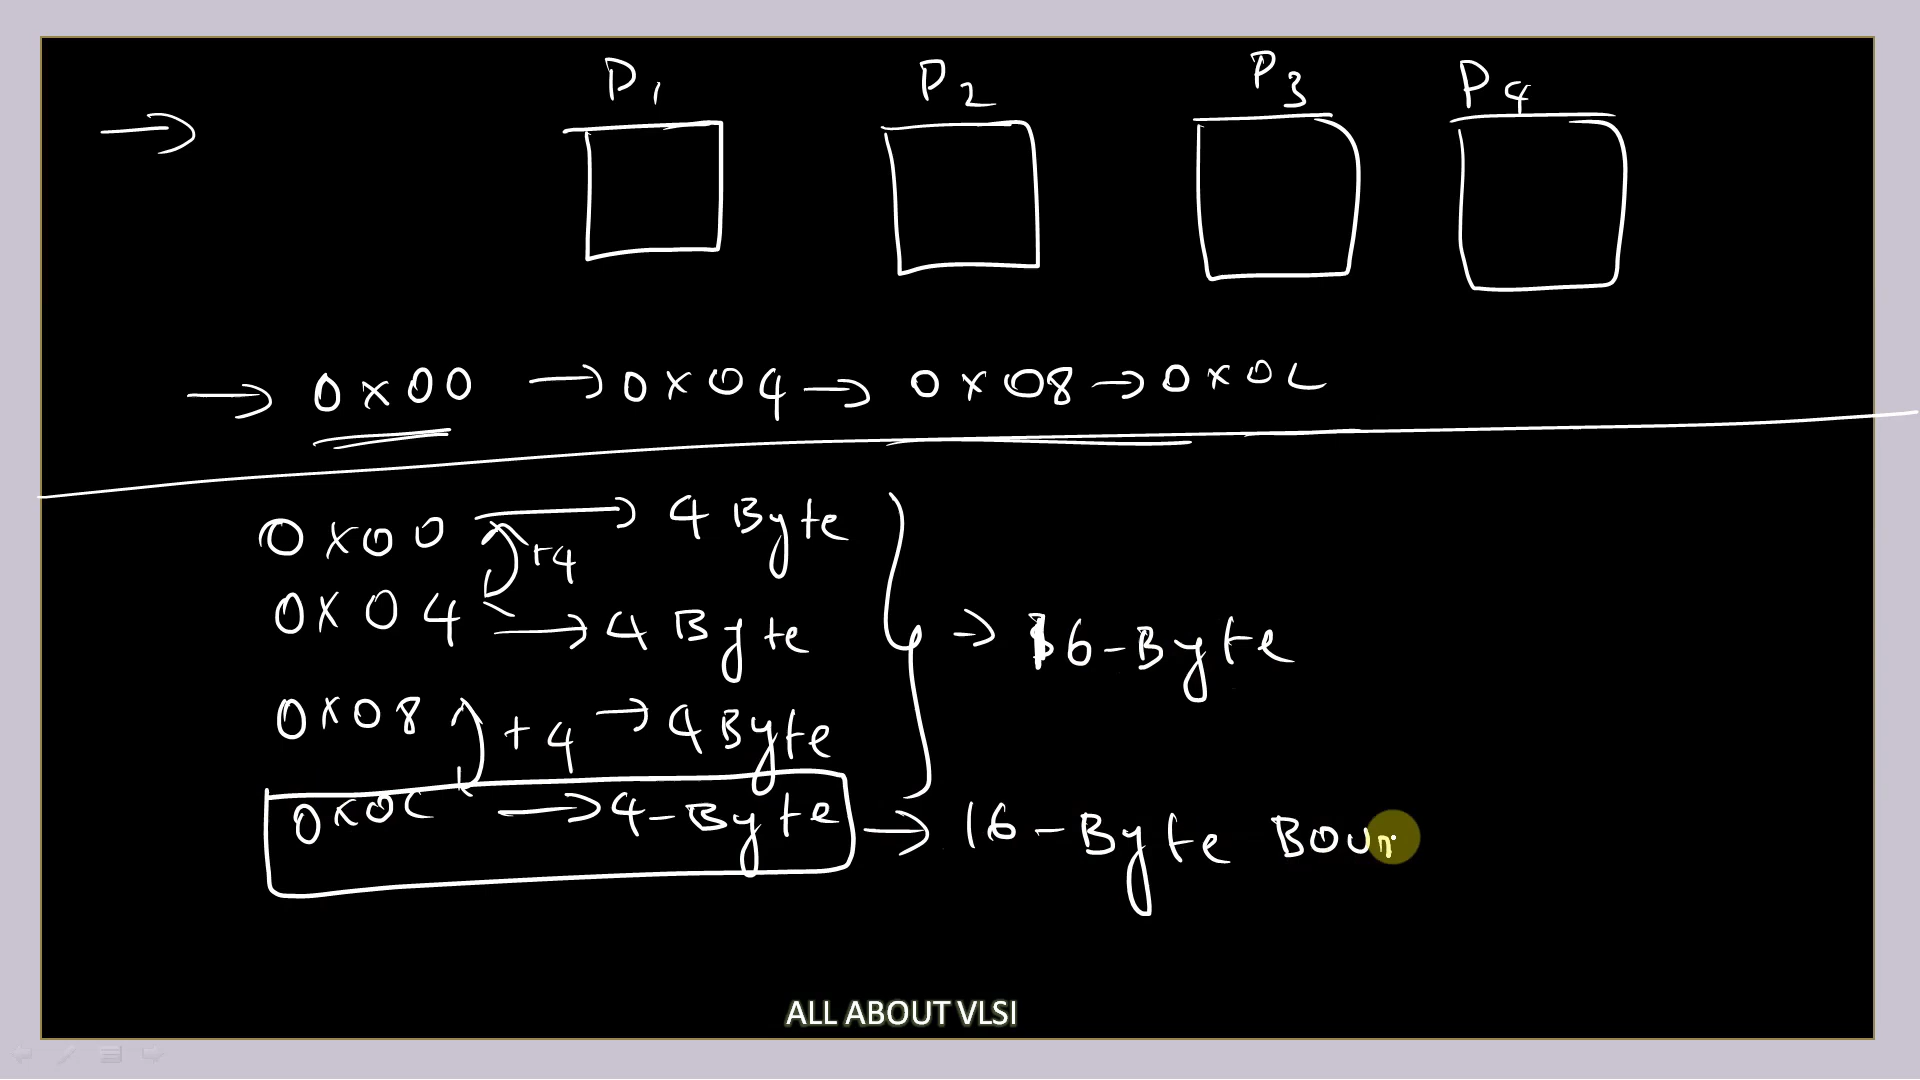 P1 P2 P3 P4
→ 0x00 → 0x04 → 0x08 → 0x0C
0x00 → 4 Byte
+4
0x04 → 4 Byte
→ 16-Byte
0x08 +4 → 4 Byte
0x0C → 4-Byte → 16-Byte Boun
ALL ABOUT VLSI